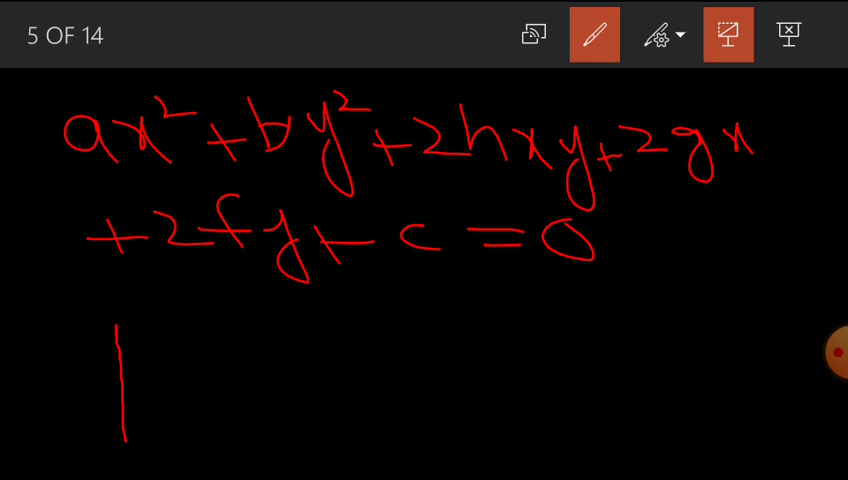 5 OF 14
ax² + by² + 2hxy + 2gx
+ 2fy + c = 0